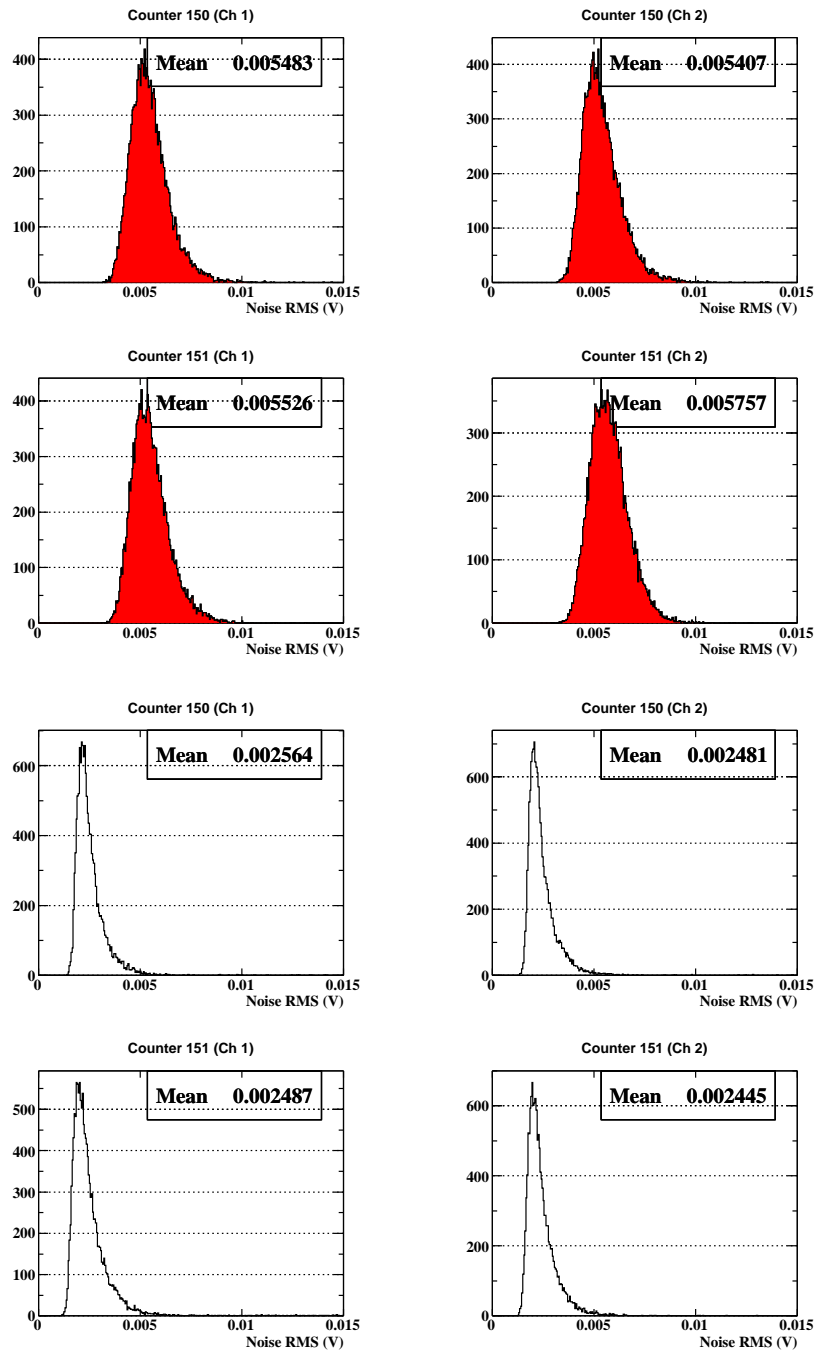 Counter 150 (Ch 1)
Mean 0.005483
400
300
200
100
0
0 0.005 0.01 0.015
Noise RMS (V)
Counter 150 (Ch 2)
Mean 0.005407
400
300
200
100
0
0 0.005 0.01 0.015
Noise RMS (V)
Counter 151 (Ch 1)
Mean 0.005526
400
300
200
100
0
0 0.005 0.01 0.015
Noise RMS (V)
Counter 151 (Ch 2)
Mean 0.005757
300
200
100
0
0 0.005 0.01 0.015
Noise RMS (V)
Counter 150 (Ch 1)
Mean 0.002564
600
400
200
0
0 0.005 0.01 0.015
Noise RMS (V)
Counter 150 (Ch 2)
Mean 0.002481
600
400
200
0
0 0.005 0.01 0.015
Noise RMS (V)
Counter 151 (Ch 1)
Mean 0.002487
500
400
300
200
100
0
0 0.005 0.01 0.015
Noise RMS (V)
Counter 151 (Ch 2)
Mean 0.002445
600
400
200
0
0 0.005 0.01 0.015
Noise RMS (V)